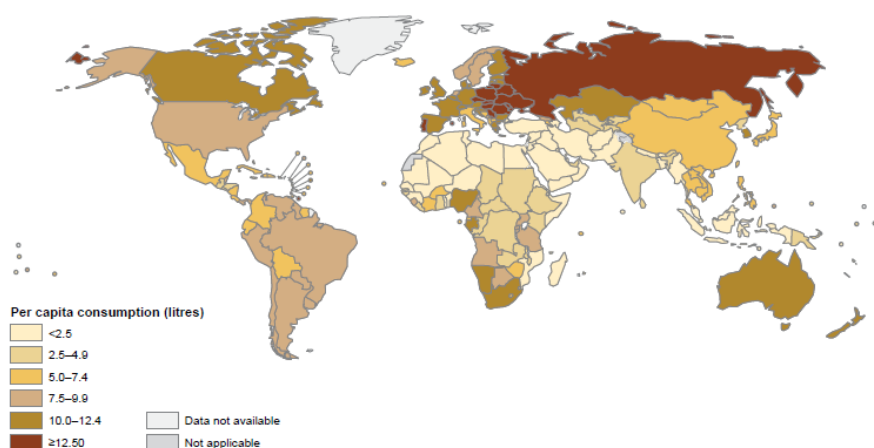 Per capita consumption (litres)
<2.5
2.5–4.9
5.0–7.4
7.5–9.9
10.0–12.4
≥12.50
Data not available
Not applicable